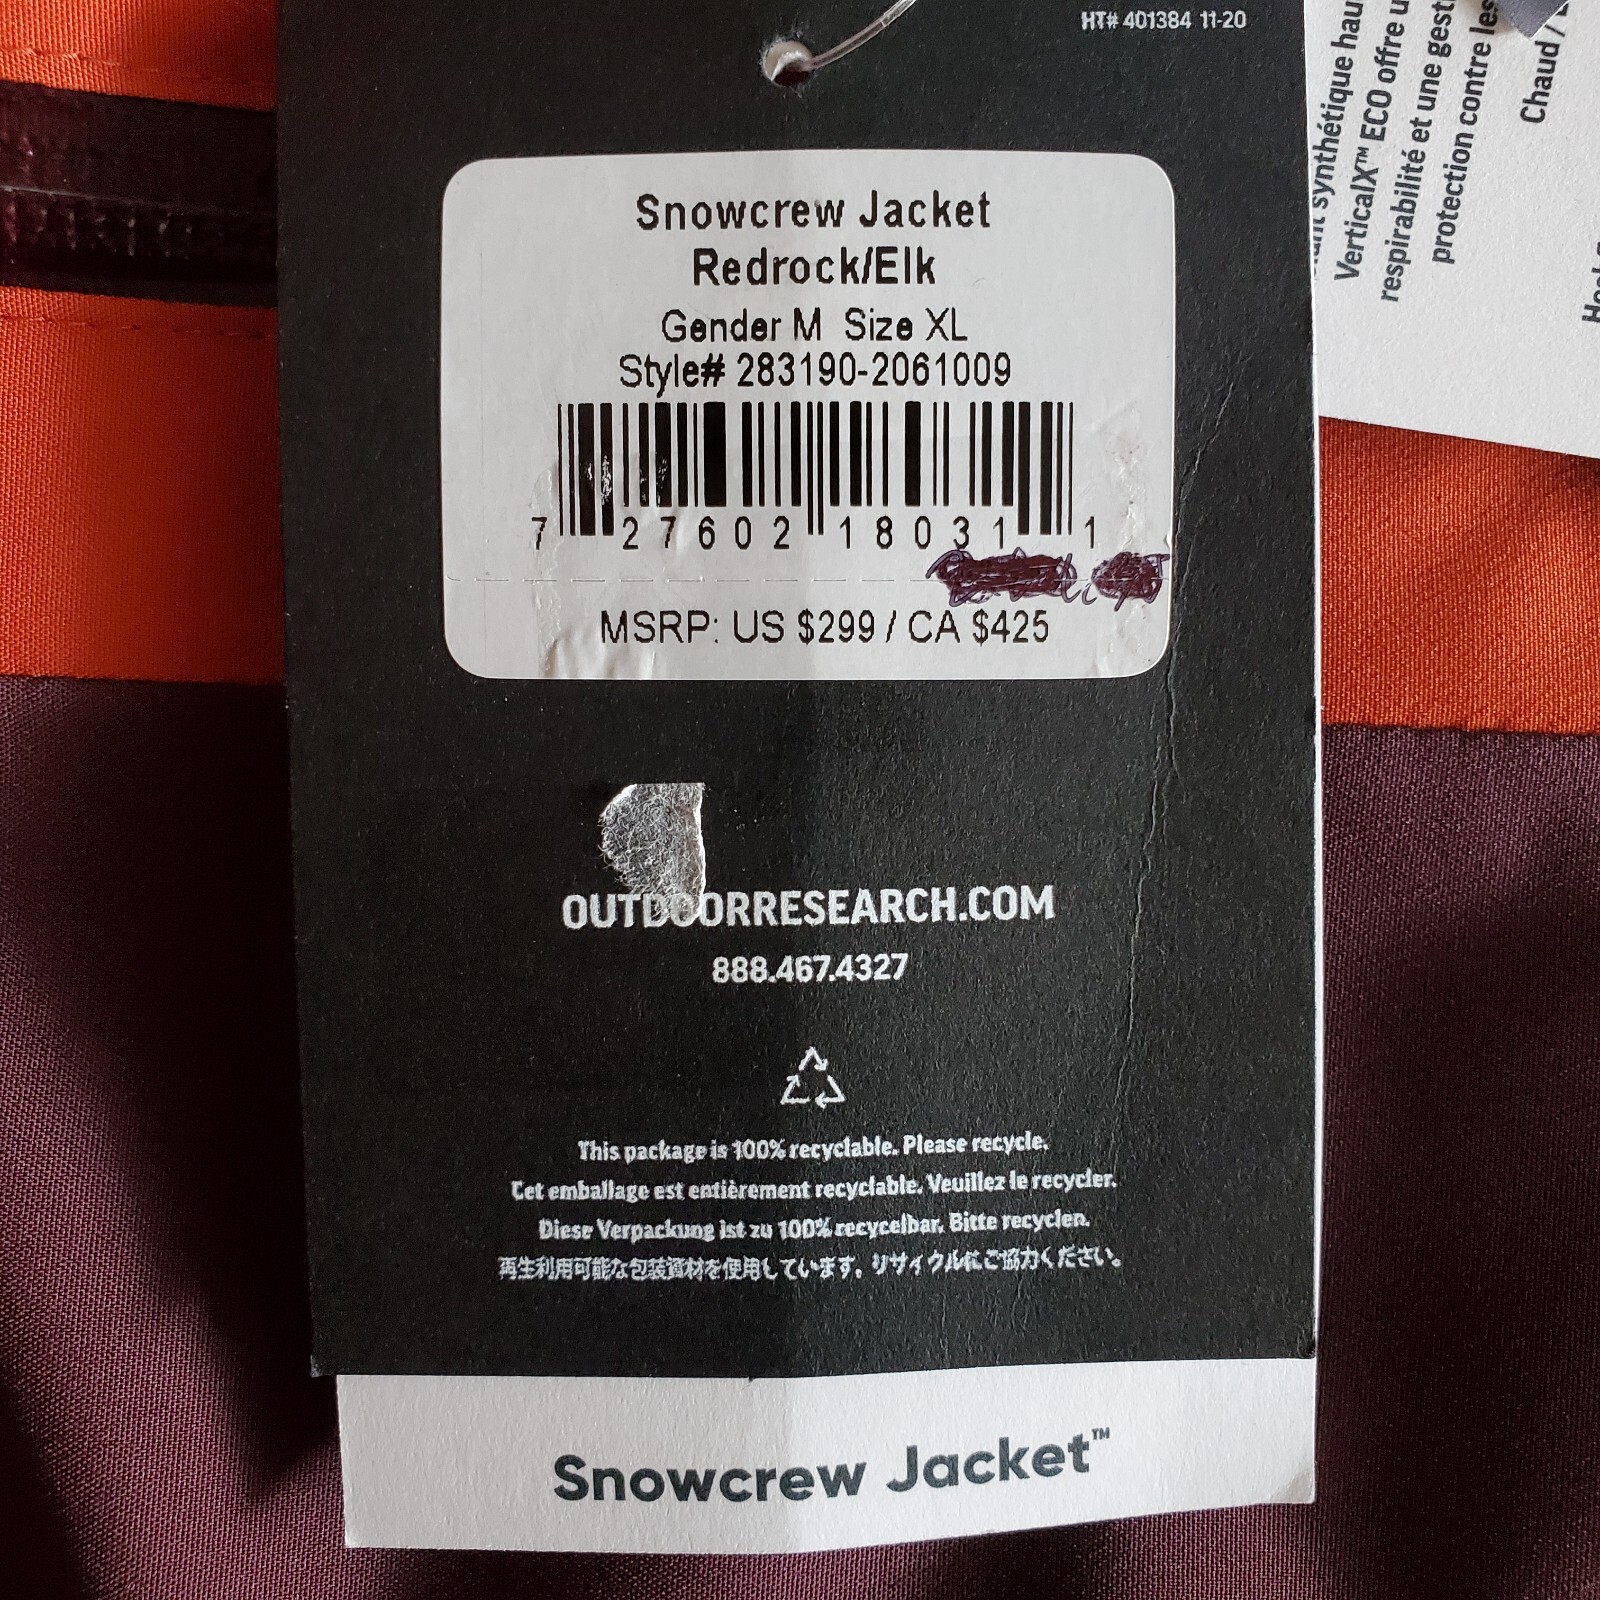 HT# 401384 11-20
Snowcrew Jacket
Redrock/Elk
Gender M Size XL
Style# 283190-2061009
7 27602 18031 1
MSRP: US $299 / CA $425
OUTDOORRESEARCH.COM
888.467.4327
This package is 100% recyclable. Please recycle.
Cet emballage est entièrement recyclable. Veuillez le recycler.
Diese Verpackung ist zu 100% recycelbar. Bitte recyclen.
再生利用可能な包装資材を使用しています。リサイクルにご協力ください。
Snowcrew Jacket™
synthétique
VerticalX™ ECO offre
respirabilité et une
protection contre les
Chaud /